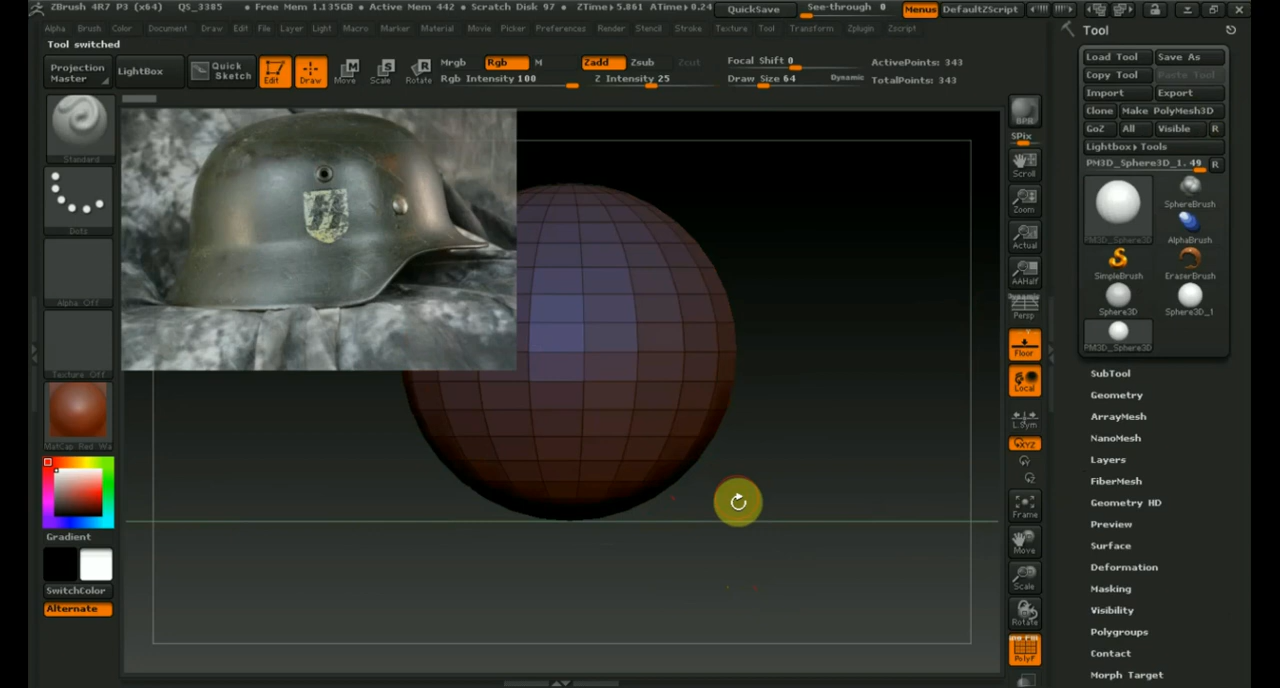 ZBrush 4R7 P3 (x64) QS_3385 • Free Mem 1.135GB • Active Mem 442 • Scratch Disk 97 • ZTime▸5.861 ATime▸0.24 QuickSave See-through 0 Menus DefaultZScript
Alpha Brush Color Document Draw Edit File Layer Light Macro Marker Material Movie Picker Preferences Render Stencil Stroke Texture Tool Transform Zplugin Zscript
Tool switched
Projection Master
LightBox
Quick Sketch
Edit
Draw
Move
Scale
Rotate
Mrgb Rgb M
Rgb Intensity 100
Zadd Zsub Zcut
Z Intensity 25
Focal Shift 0
Draw Size 64 Dynamic
ActivePoints: 343
TotalPoints: 343
Standard
Dots
Alpha Off
Texture Off
MatCap Red Wa
Gradient
SwitchColor
Alternate
BPR
SPix
Scroll
Zoom
Actual
AAHalf
Dynamic
Persp
Floor
Local
L.Sym
XYZ
Frame
Move
Scale
Rotate
PolyF
Tool
Load Tool Save As
Copy Tool Paste Tool
Import Export
Clone Make PolyMesh3D
GoZ All Visible R
Lightbox▸Tools
PM3D_Sphere3D_1. 49 R
PM3D_Sphere3D
SphereBrush
AlphaBrush
SimpleBrush EraserBrush
Sphere3D Sphere3D_1
PM3D_Sphere3D
SubTool
Geometry
ArrayMesh
NanoMesh
Layers
FiberMesh
Geometry HD
Preview
Surface
Deformation
Masking
Visibility
Polygroups
Contact
Morph Target